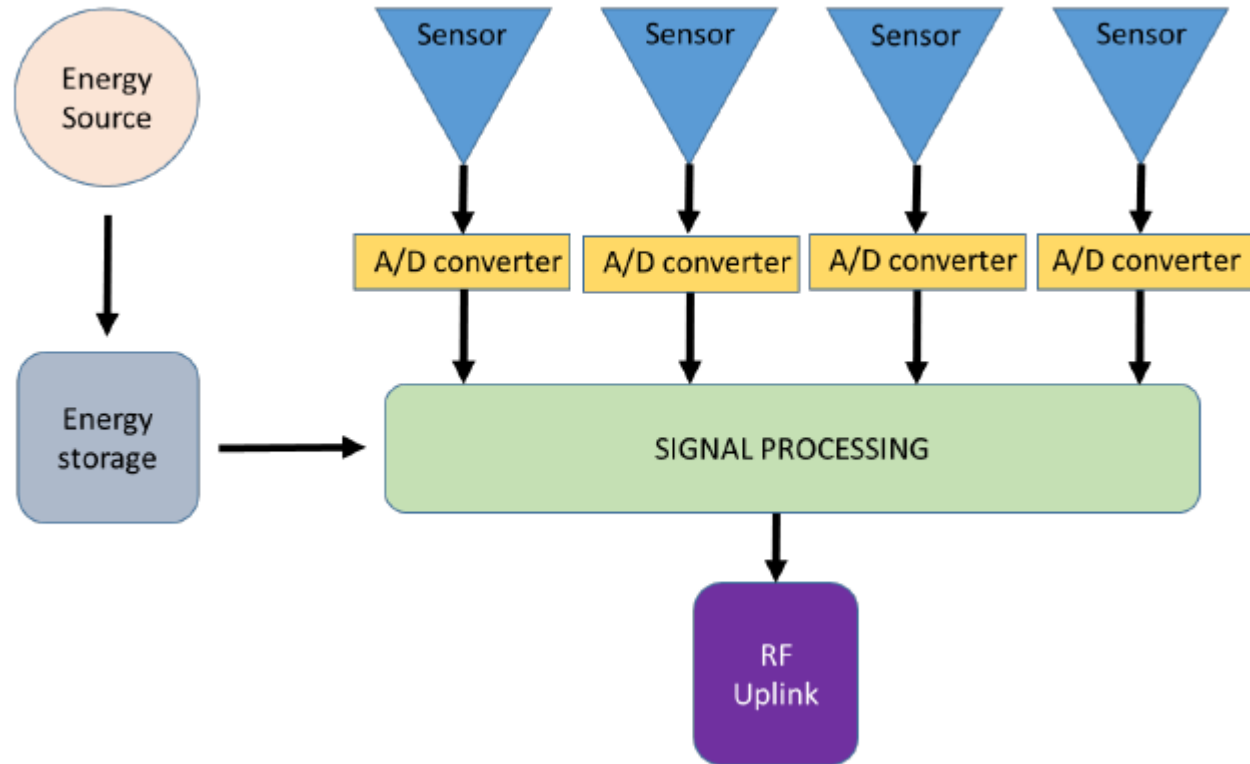 Energy
Source
Sensor
Sensor
Sensor
Sensor
A/D converter
A/D converter
A/D converter
A/D converter
Energy
storage
SIGNAL PROCESSING
RF
Uplink